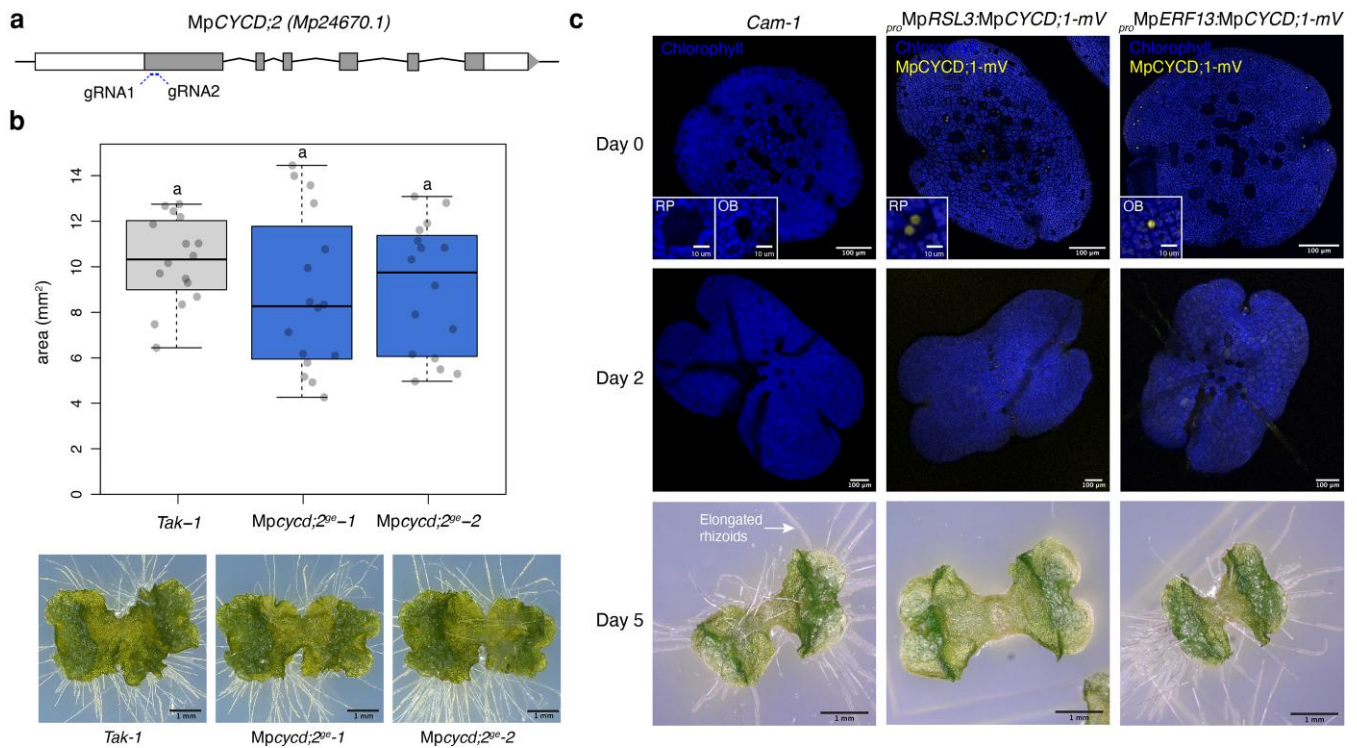 a
MpCYCD;2 (Mp24670.1)
gRNA1
gRNA2
b
area (mm²)
14
12
10
8
6
4
2
0
a
a
a
Tak–1
Mpcycd;2ᵍᵉ–1
Mpcycd;2ᵍᵉ–2
1 mm
1 mm
1 mm
Tak-1
Mpcycd;2ᵍᵉ-1
Mpcycd;2ᵍᵉ-2
c
Cam-1
proMpRSL3:MpCYCD;1-mV
proMpERF13:MpCYCD;1-mV
Day 0
Chlorophyll
RP
10 um
OB
10 um
100 µm
Chlorophyll
MpCYCD;1-mV
RP
10 um
100 µm
Chlorophyll
MpCYCD;1-mV
OB
10 um
100 µm
Day 2
100 µm
100 µm
100 µm
Day 5
Elongated
rhizoids
1 mm
1 mm
1 mm